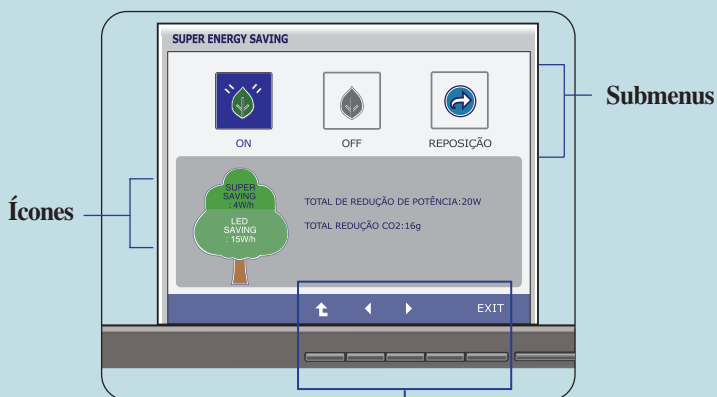 SUPER ENERGY SAVING
Submenus
ON
OFF
REPOSIÇÃO
Ícones
SUPER
SAVING
: 4W/h
LED
SAVING
: 15W/h
TOTAL DE REDUÇÃO DE POTÊNCIA:20W
TOTAL REDUÇÃO CO2:16g
EXIT